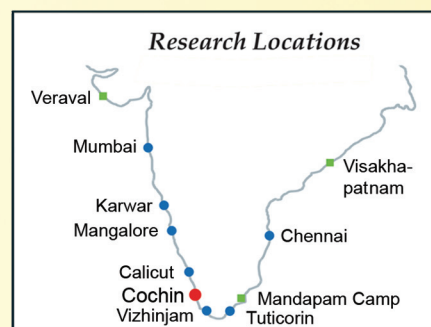 Research Locations
Veraval
Mumbai
Visakha-
patnam
Karwar
Mangalore
Chennai
Calicut
Cochin
Mandapam Camp
Vizhinjam
Tuticorin